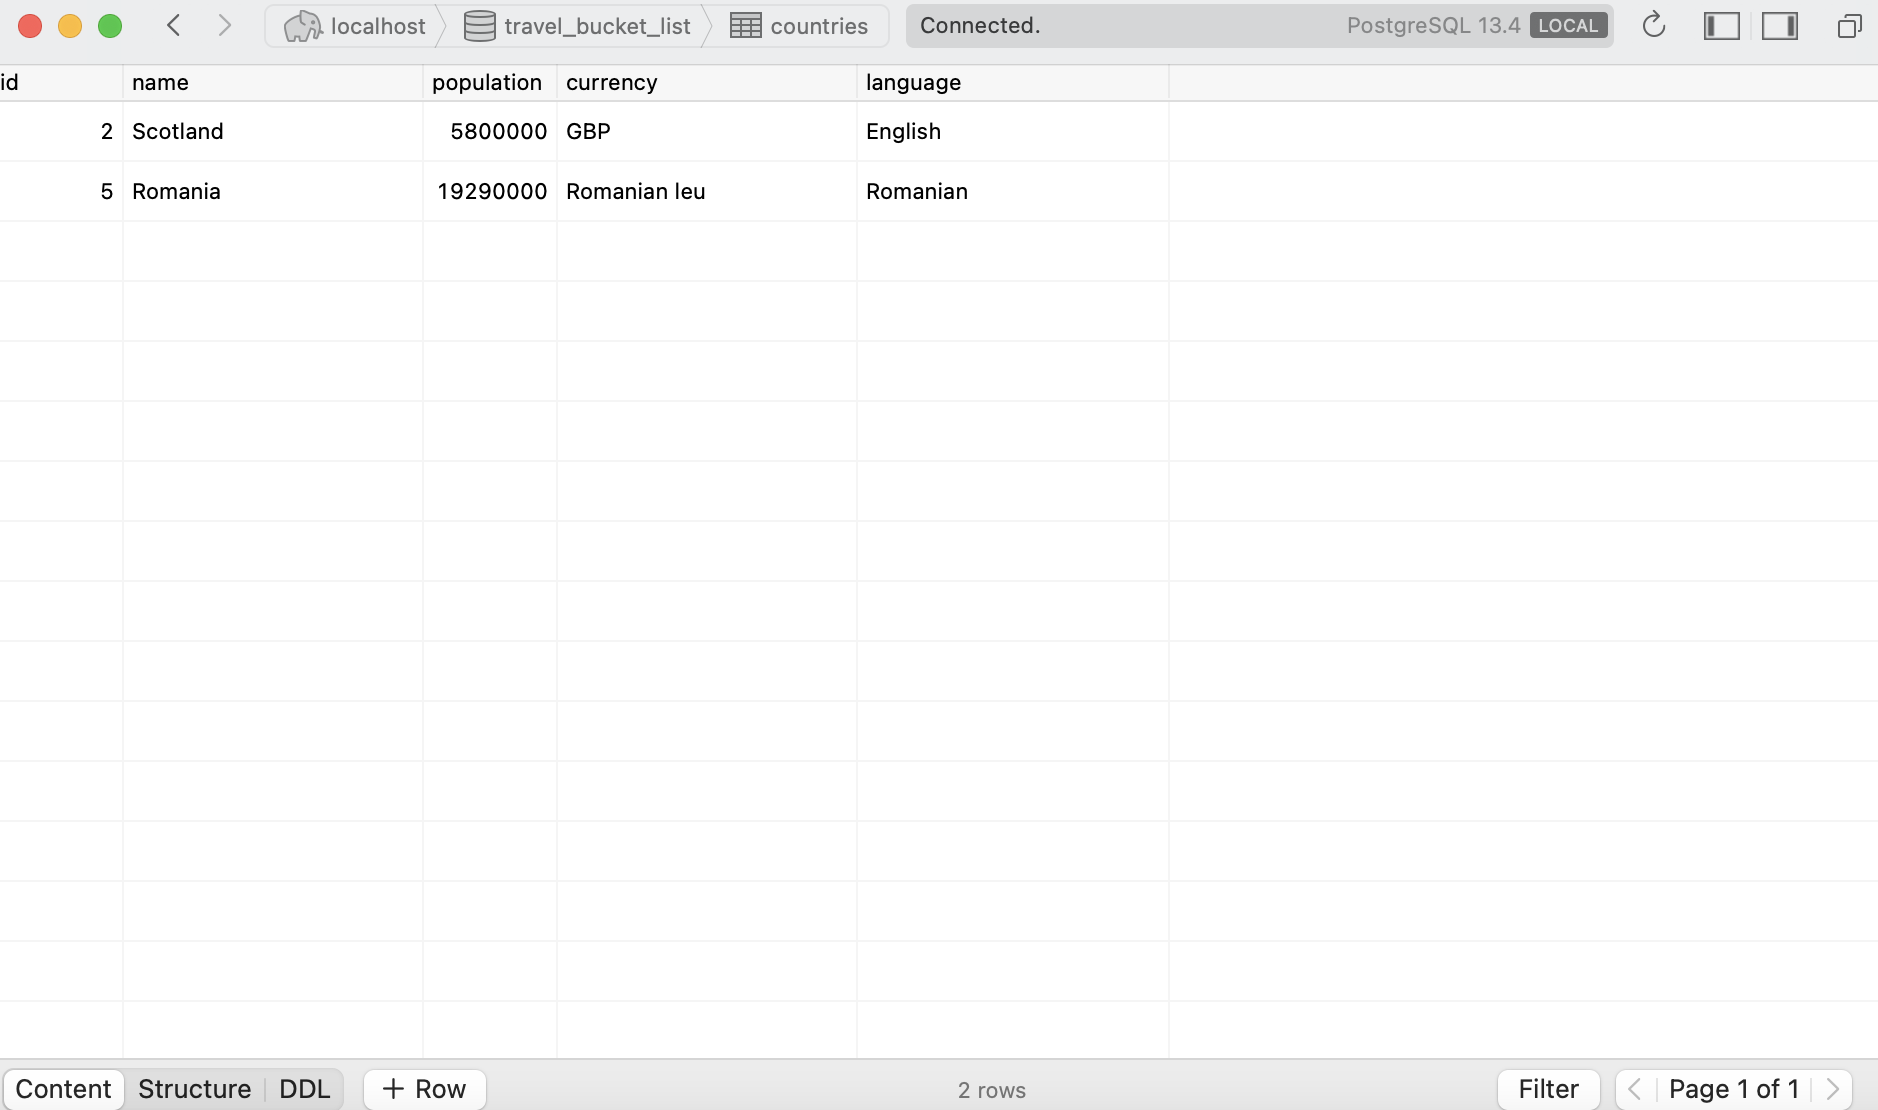 localhost travel_bucket_list countries Connected. PostgreSQL 13.4 LOCAL
id name population currency language
2 Scotland 5800000 GBP English
5 Romania 19290000 Romanian leu Romanian
Content Structure DDL + Row 2 rows Filter Page 1 of 1